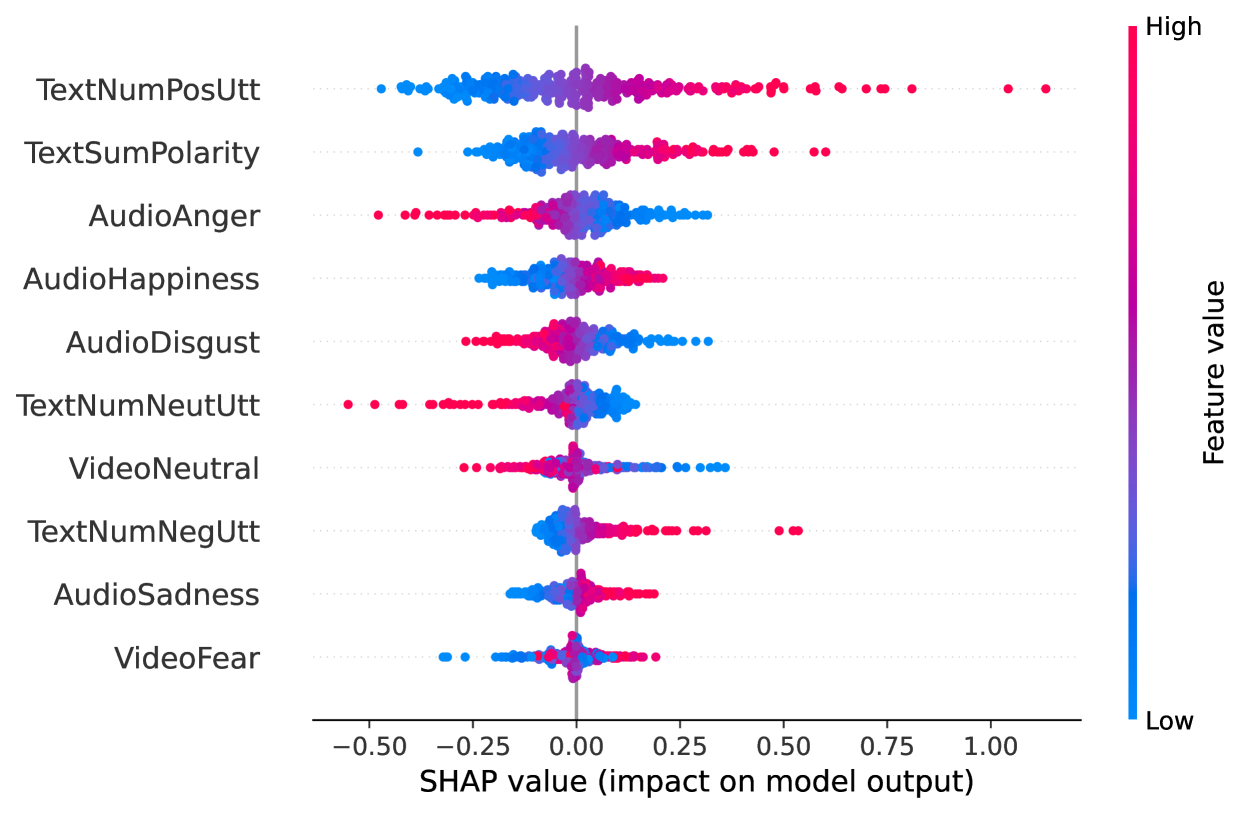 High
TextNumPosUtt
TextSumPolarity
AudioAnger
AudioHappiness
AudioDisgust
TextNumNeutUtt
VideoNeutral
TextNumNegUtt
AudioSadness
VideoFear
Feature value
Low
−0.50 −0.25 0.00 0.25 0.50 0.75 1.00
SHAP value (impact on model output)